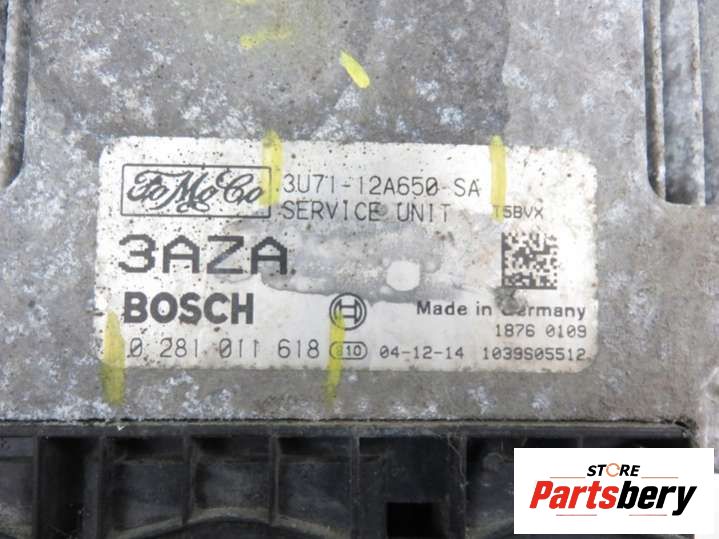 FoMoCo
3U71-12A650-SA
SERVICE UNIT T5BVX
3AZA
BOSCH
Made in Germany
1876 0109
0 281 011 618 810 04-12-14 1039S05512
STORE
Partsbery